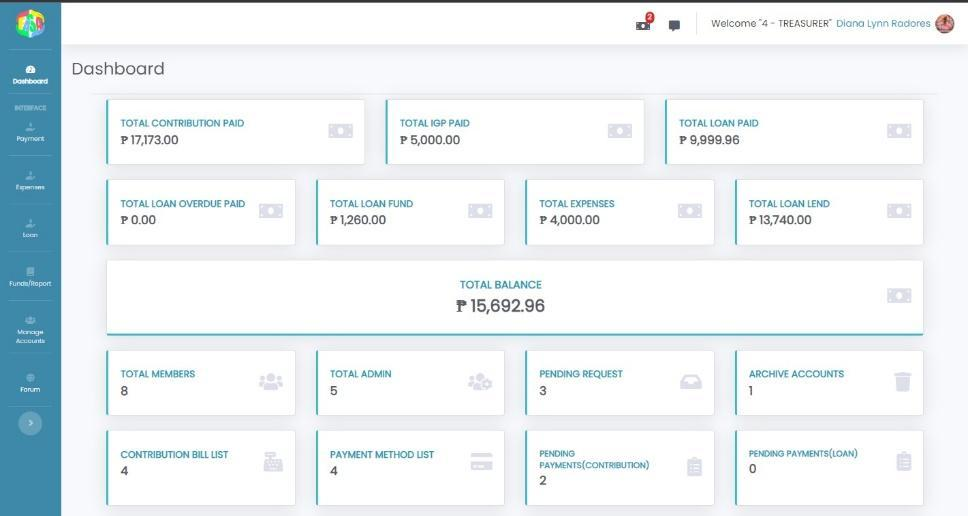 2
Welcome "4 - TREASURER" Diana Lynn Radores
Dashboard
Dashboard
INTERFACE
Payment
Expenses
Loan
Funds/Report
Manage
Accounts
Forum
TOTAL CONTRIBUTION PAID
₱ 17,173.00
TOTAL IGP PAID
₱ 5,000.00
TOTAL LOAN PAID
₱ 9,999.96
TOTAL LOAN OVERDUE PAID
₱ 0.00
TOTAL LOAN FUND
₱ 1,260.00
TOTAL EXPENSES
₱ 4,000.00
TOTAL LOAN LEND
₱ 13,740.00
TOTAL BALANCE
₱ 15,692.96
TOTAL MEMBERS
8
TOTAL ADMIN
5
PENDING REQUEST
3
ARCHIVE ACCOUNTS
1
CONTRIBUTION BILL LIST
4
PAYMENT METHOD LIST
4
PENDING
PAYMENTS(CONTRIBUTION)
2
PENDING PAYMENTS(LOAN)
0